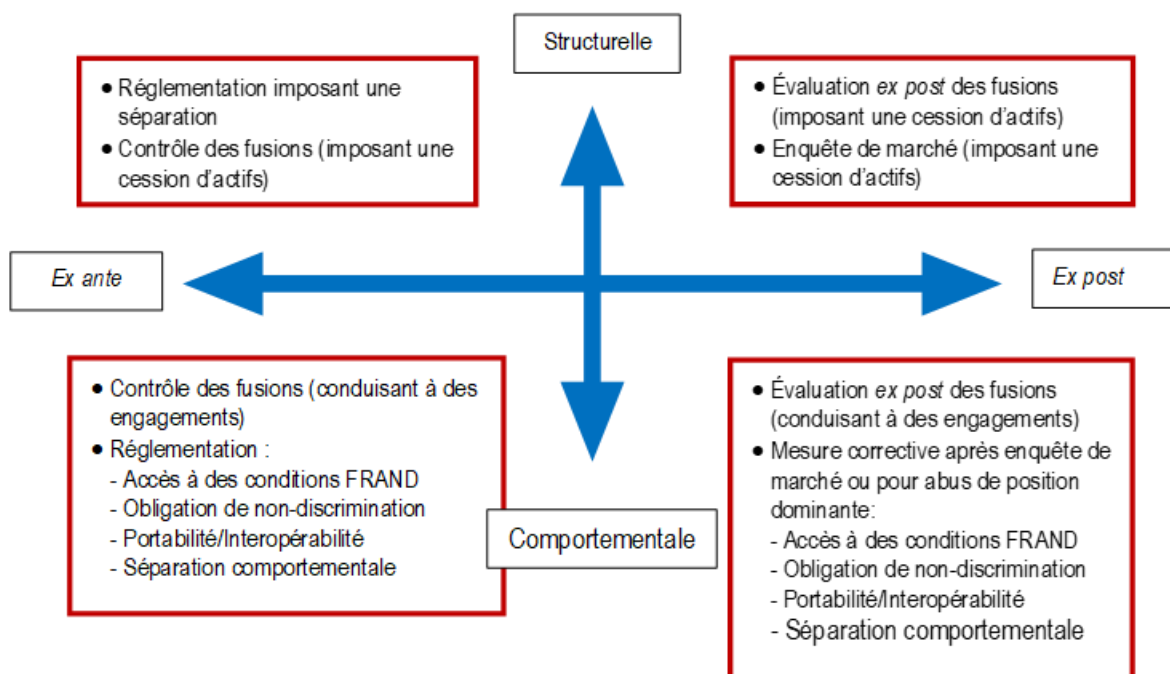 Structurelle
• Réglementation imposant une
séparation
• Contrôle des fusions (imposant une
cession d'actifs)
• Évaluation ex post des fusions
(imposant une cession d'actifs)
• Enquête de marché (imposant une
cession d'actifs)
Ex ante
Ex post
• Contrôle des fusions (conduisant à des
engagements)
• Réglementation :
- Accès à des conditions FRAND
- Obligation de non-discrimination
- Portabilité/Interopérabilité
- Séparation comportementale
Comportementale
• Évaluation ex post des fusions
(conduisant à des engagements)
• Mesure corrective après enquête de
marché ou pour abus de position
dominante:
- Accès à des conditions FRAND
- Obligation de non-discrimination
- Portabilité/Interopérabilité
- Séparation comportementale